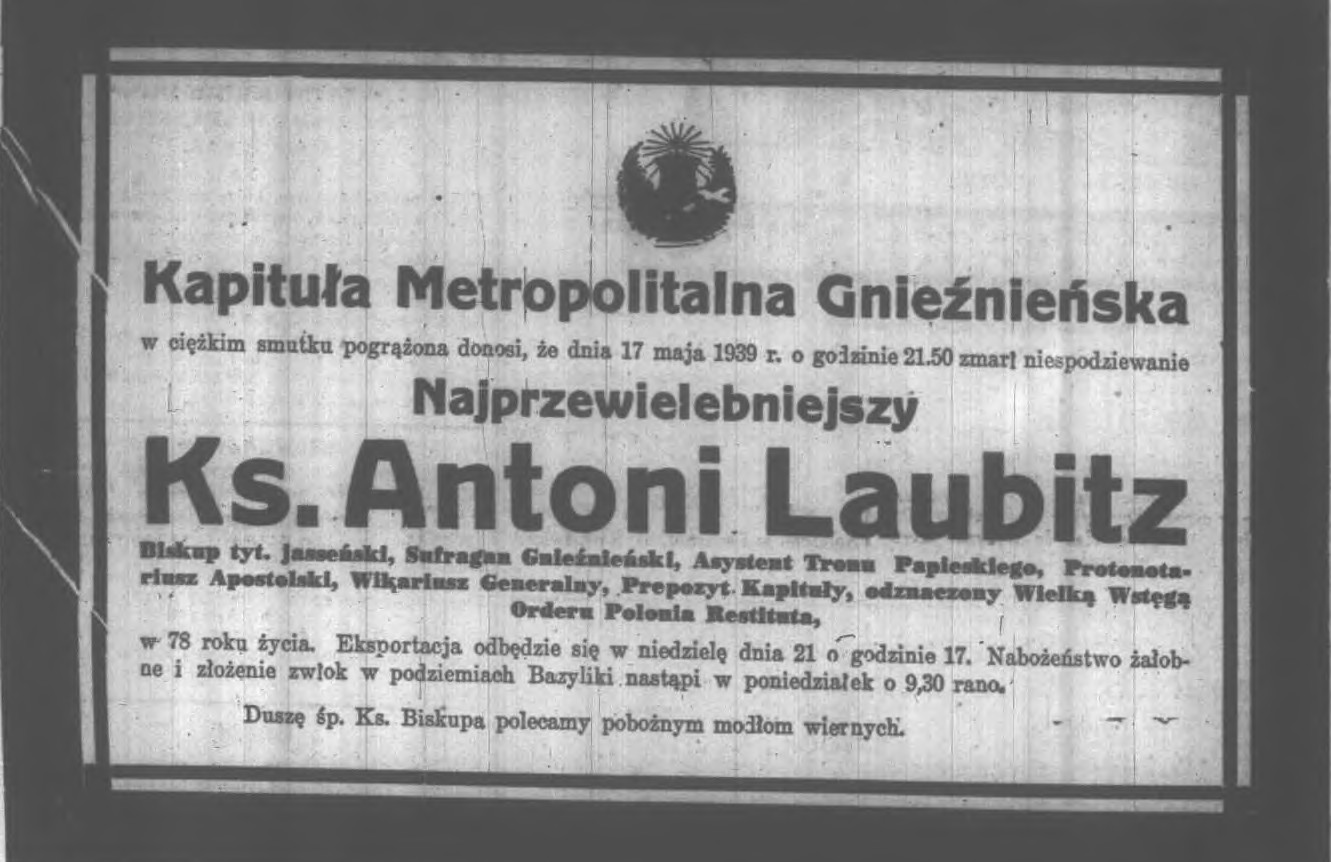 Kapituła Metropolitalna Gnieźnieńska
w ciężkim smutku pogrążona donosi, że dnia 17 maja 1939 r. o godzinie 21.50 zmarł niespodziewanie
Najprzewielebniejszy
Ks. Antoni Laubitz
Biskup tyt. Jasseński, Sufragan Gnieźnieński, Asystent Tronu Papieskiego, Protonota-
riusz Apostolski, Wikariusz Generalny, Prepozyt Kapituły, odznaczony Wielką Wstęgą
Orderu Polonia Restituta,
w 78 roku życia. Eksportacja odbędzie się w niedzielę dnia 21 o godzinie 17. Nabożeństwo żałob-
ne i złożenie zwłok w podziemiach Bazyliki nastąpi w poniedziałek o 9,30 rano.
Duszę śp. Ks. Biskupa polecamy pobożnym modłom wiernych.